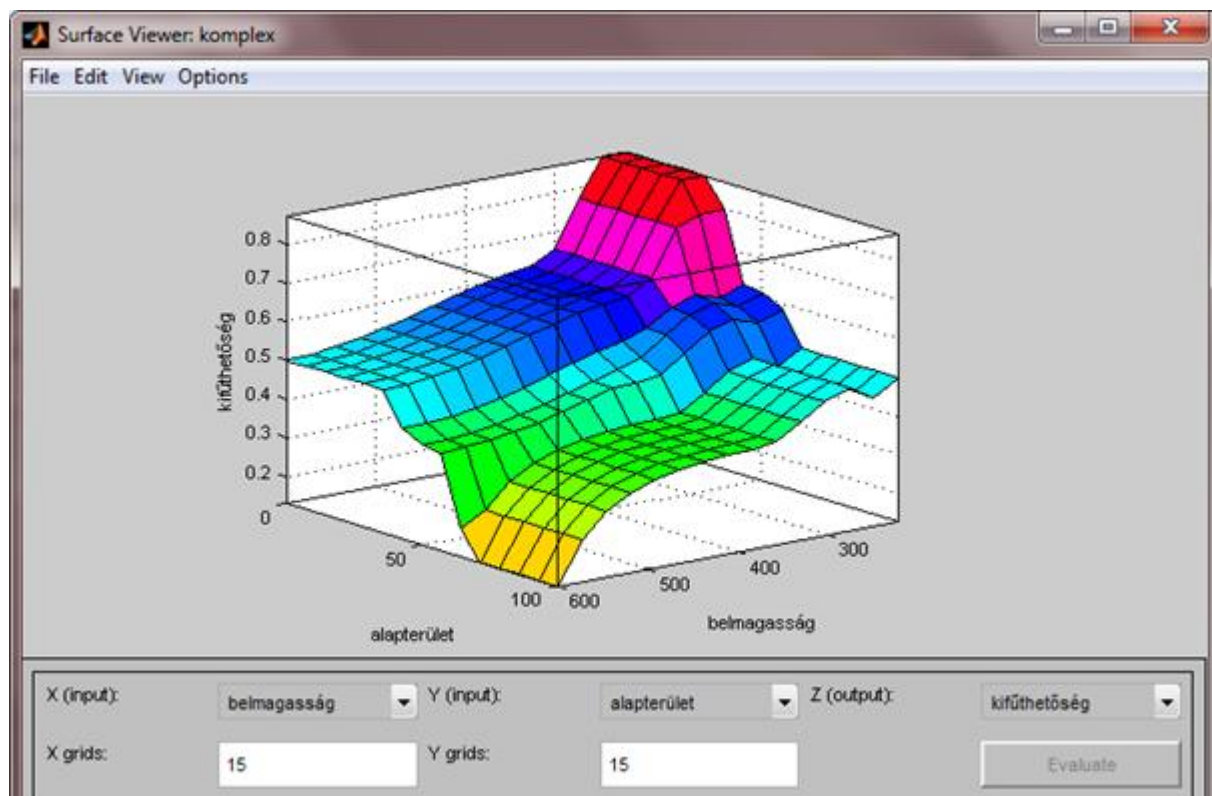 Surface Viewer: komplex
File Edit View Options
0.8
0.7
0.6
0.5
0.4
0.3
0.2
kifűthetőség
0
50
100
600
500
400
300
alapterület
belmagasság
X (input):
belmagasság
Y (input):
alapterület
Z (output):
kifűthetőség
X grids:
15
Y grids:
15
Evaluate